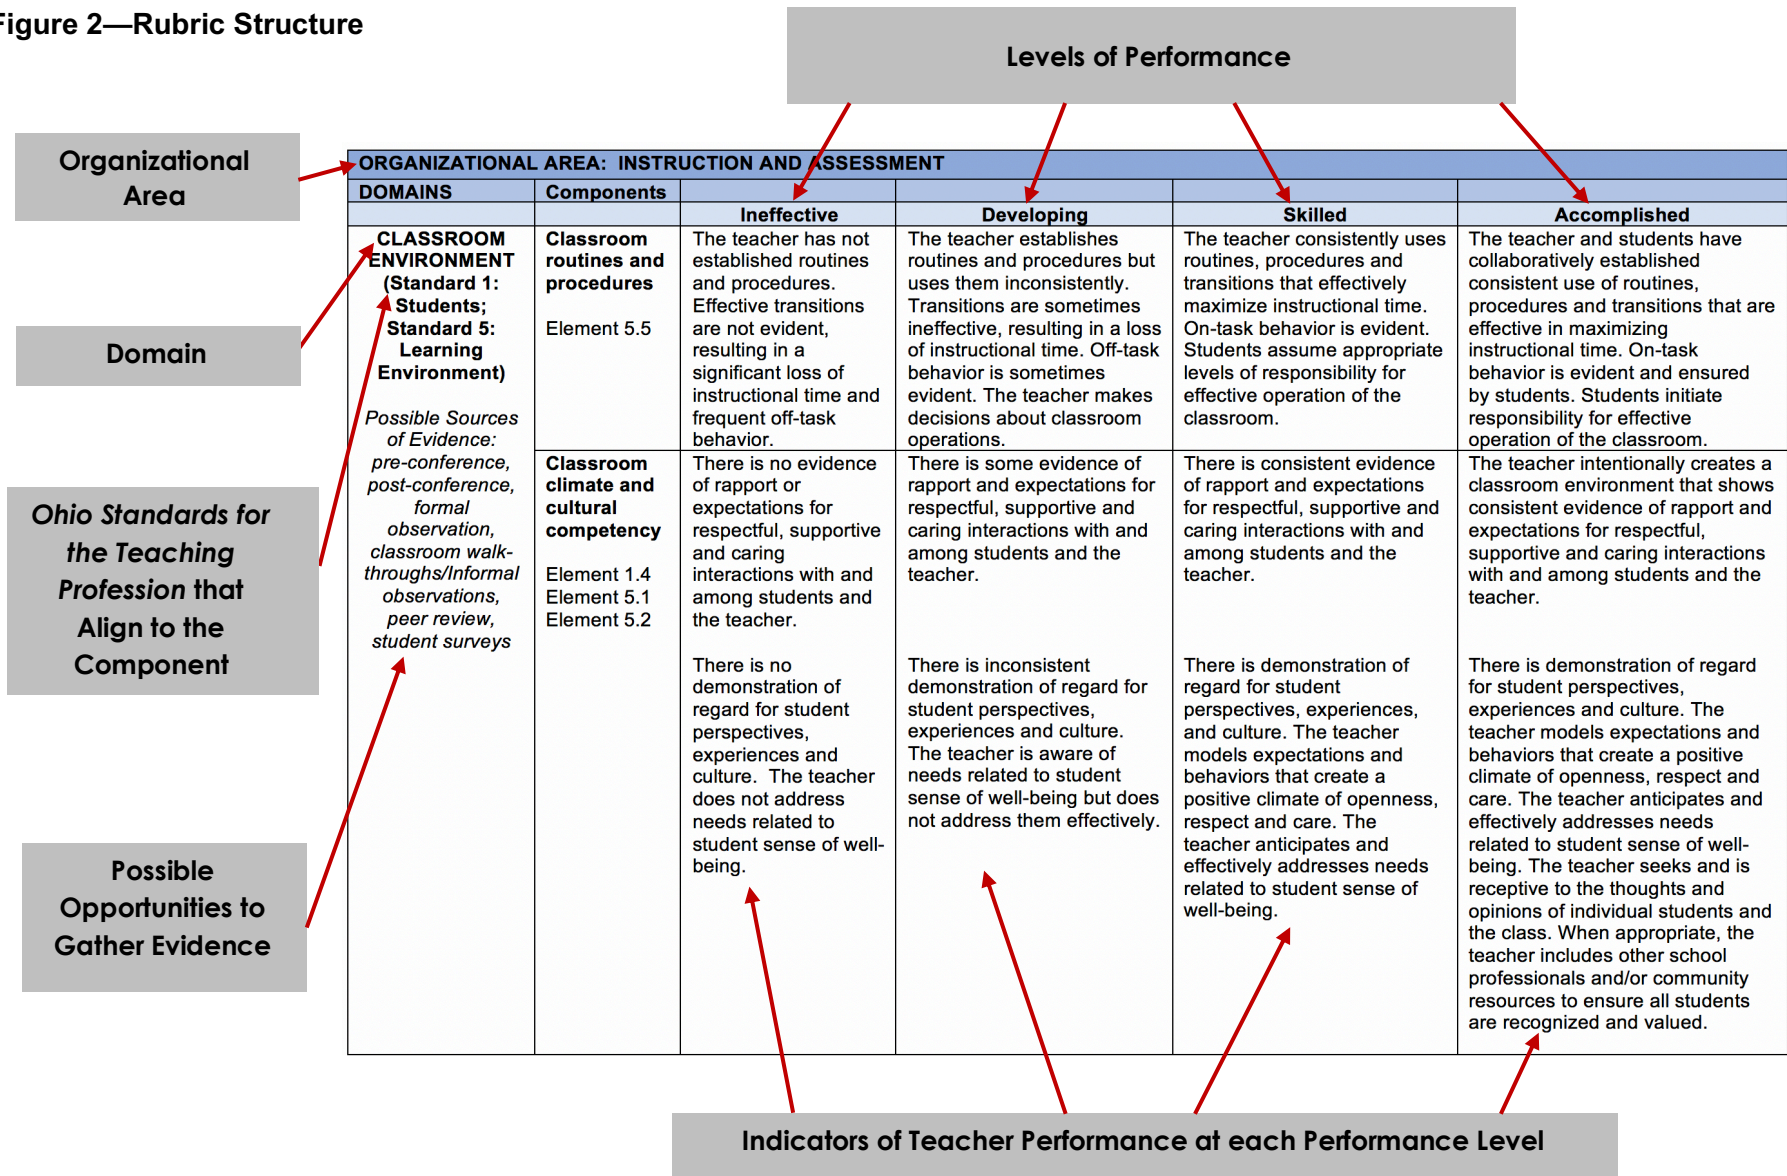 Figure 2—Rubric Structure
Levels of Performance
Organizational
Area
Domain
Ohio Standards for
the Teaching
Profession that
Align to the
Component
Possible
Opportunities to
Gather Evidence
ORGANIZATIONAL AREA: INSTRUCTION AND ASSESSMENT
DOMAINS
Components
Ineffective
Developing
Skilled
Accomplished
CLASSROOM
ENVIRONMENT
(Standard 1:
Students;
Standard 5:
Learning
Environment)
Possible Sources
of Evidence:
pre-conference,
post-conference,
formal
observation,
classroom walk-
throughs/Informal
observations,
peer review,
student surveys
Classroom
routines and
procedures
Element 5.5
The teacher has not
established routines
and procedures.
Effective transitions
are not evident,
resulting in a
significant loss of
instructional time and
frequent off-task
behavior.
The teacher establishes
routines and procedures but
uses them inconsistently.
Transitions are sometimes
ineffective, resulting in a loss
of instructional time. Off-task
behavior is sometimes
evident. The teacher makes
decisions about classroom
operations.
The teacher consistently uses
routines, procedures and
transitions that effectively
maximize instructional time.
On-task behavior is evident.
Students assume appropriate
levels of responsibility for
effective operation of the
classroom.
The teacher and students have
collaboratively established
consistent use of routines,
procedures and transitions that are
effective in maximizing
instructional time. On-task
behavior is evident and ensured
by students. Students initiate
responsibility for effective
operation of the classroom.
Classroom
climate and
cultural
competency
Element 1.4
Element 5.1
Element 5.2
There is no evidence
of rapport or
expectations for
respectful, supportive
and caring
interactions with and
among students and
the teacher.
There is no
demonstration of
regard for student
perspectives,
experiences and
culture. The teacher
does not address
needs related to
student sense of well-
being.
There is some evidence of
rapport and expectations for
respectful, supportive and
caring interactions with and
among students and the
teacher.
There is inconsistent
demonstration of regard for
student perspectives,
experiences and culture.
The teacher is aware of
needs related to student
sense of well-being but does
not address them effectively.
There is consistent evidence
of rapport and expectations
for respectful, supportive and
caring interactions with and
among students and the
teacher.
There is demonstration of
regard for student
perspectives, experiences,
and culture. The teacher
models expectations and
behaviors that create a
positive climate of openness,
respect and care. The
teacher anticipates and
effectively addresses needs
related to student sense of
well-being.
The teacher intentionally creates a
classroom environment that shows
consistent evidence of rapport and
expectations for respectful,
supportive and caring interactions
with and among students and the
teacher.
There is demonstration of regard
for student perspectives,
experiences and culture. The
teacher models expectations and
behaviors that create a positive
climate of openness, respect and
care. The teacher anticipates and
effectively addresses needs
related to student sense of well-
being. The teacher seeks and is
receptive to the thoughts and
opinions of individual students and
the class. When appropriate, the
teacher includes other school
professionals and/or community
resources to ensure all students
are recognized and valued.
Indicators of Teacher Performance at each Performance Level